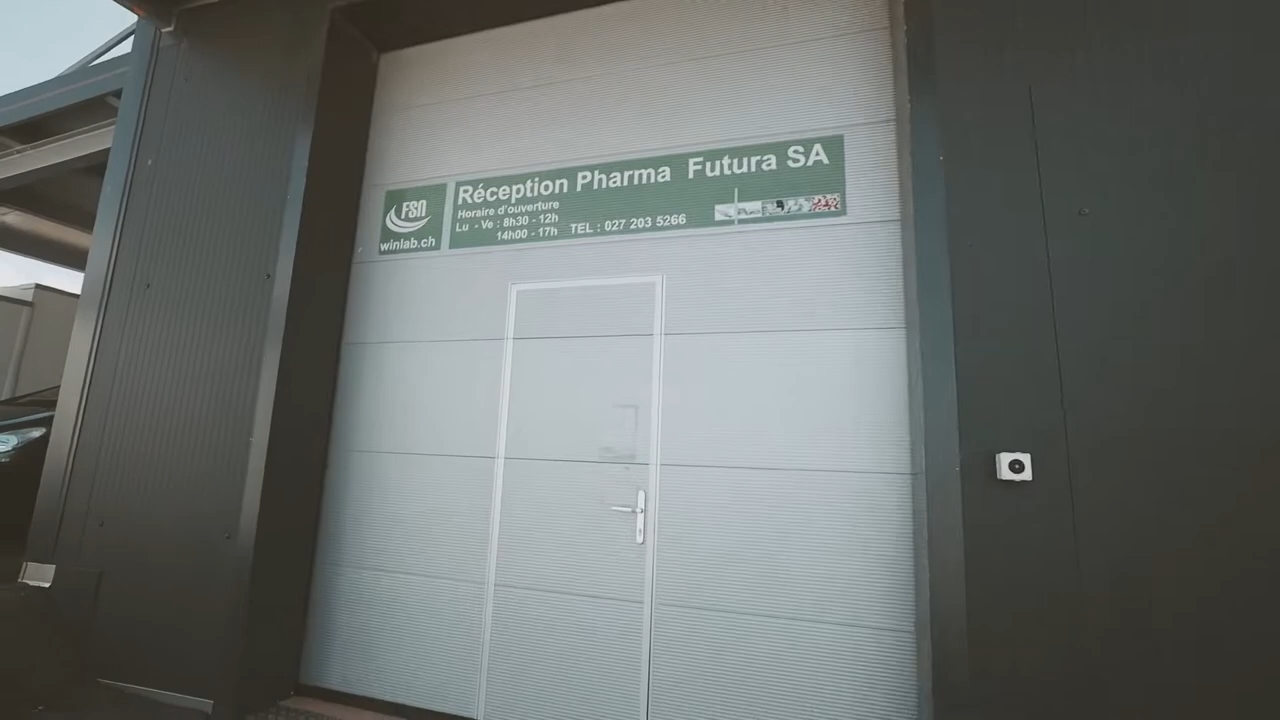 FSN
winlab.ch
Réception Pharma Futura SA
Horaire d'ouverture
Lu - Ve : 8h30 - 12h
14h00 - 17h TEL : 027 203 5266